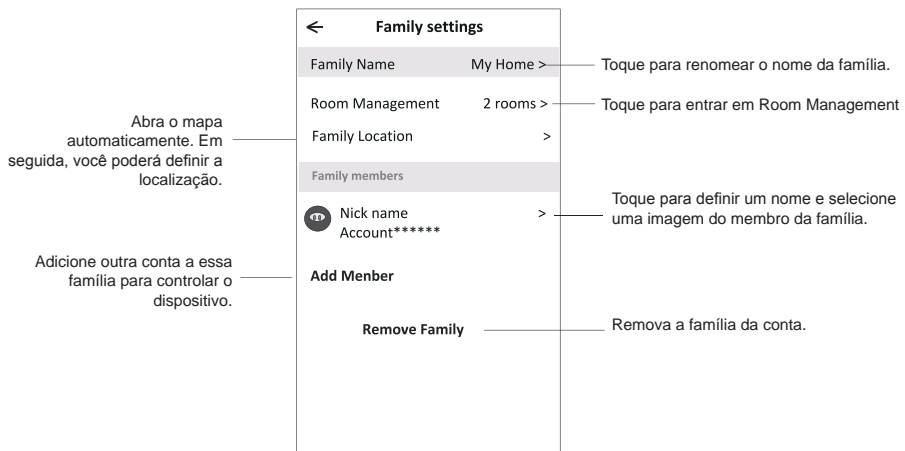 Family settings
Family Name My Home >
Toque para renomear o nome da família.
Room Management 2 rooms >
Toque para entrar em Room Management
Abra o mapa
automaticamente. Em
seguida, você poderá definir a
localização.
Family Location >
Family members
Nick name >
Account******
Toque para definir um nome e selecione
uma imagem do membro da família.
Adicione outra conta a essa
família para controlar o
dispositivo.
Add Menber
Remove Family
Remova a família da conta.